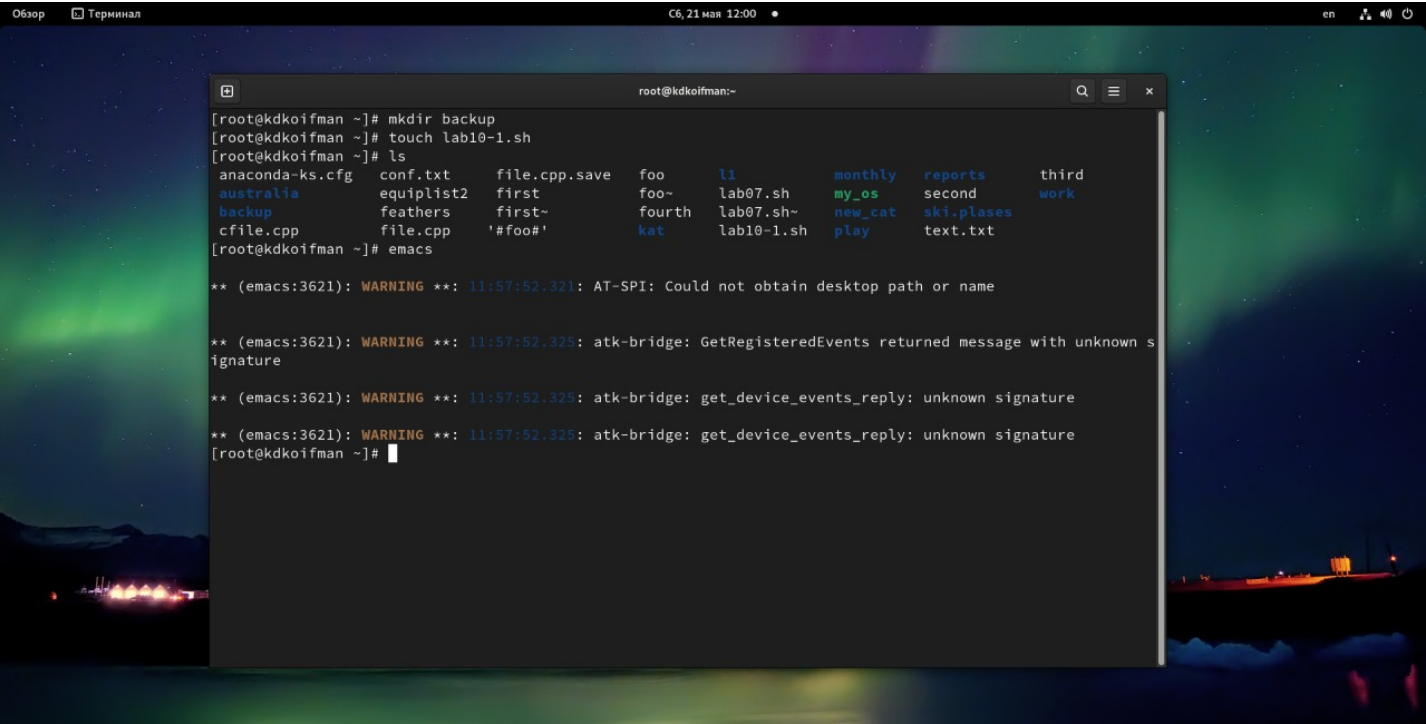 Обзор Терминал Сб, 21 мая 12:00 en
root@kdkoifman:~
[root@kdkoifman ~]# mkdir backup
[root@kdkoifman ~]# touch lab10-1.sh
[root@kdkoifman ~]# ls
anaconda-ks.cfg conf.txt file.cpp.save foo l1 monthly reports third
australia equiplist2 first foo~ lab07.sh my_os second work
backup feathers first~ fourth lab07.sh~ new_cat ski.plases
cfile.cpp file.cpp '#foo#' kat lab10-1.sh play text.txt
[root@kdkoifman ~]# emacs
** (emacs:3621): WARNING **: 11:57:52.321: AT-SPI: Could not obtain desktop path or name
** (emacs:3621): WARNING **: 11:57:52.325: atk-bridge: GetRegisteredEvents returned message with unknown s
ignature
** (emacs:3621): WARNING **: 11:57:52.325: atk-bridge: get_device_events_reply: unknown signature
** (emacs:3621): WARNING **: 11:57:52.325: atk-bridge: get_device_events_reply: unknown signature
[root@kdkoifman ~]#